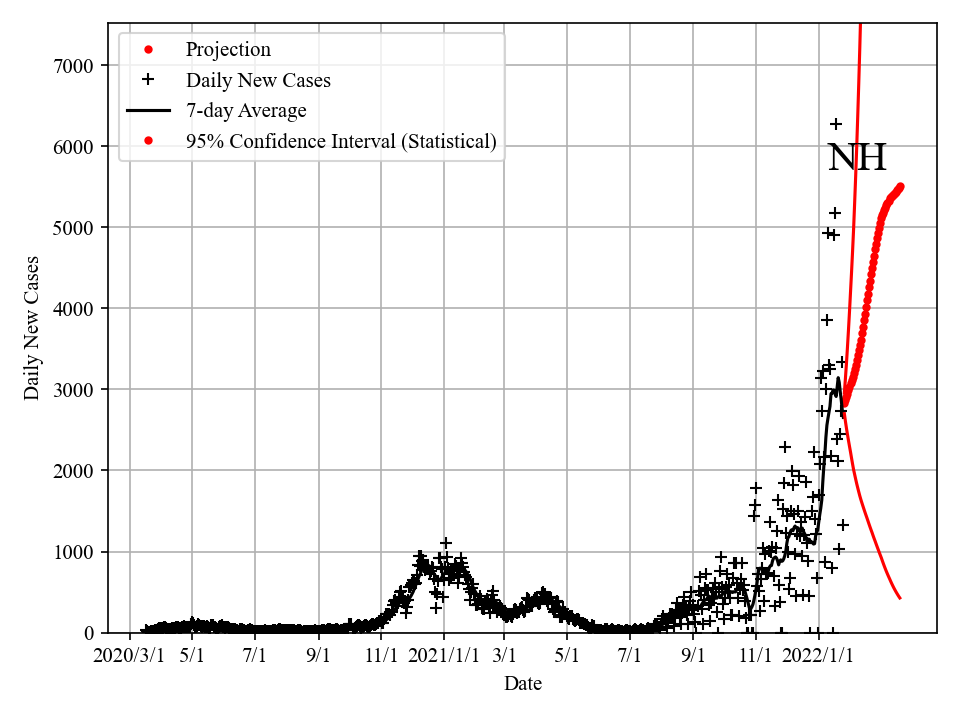 Projection
Daily New Cases
7-day Average
95% Confidence Interval (Statistical)
NH
Daily New Cases
7000
6000
5000
4000
3000
2000
1000
0
2020/3/1 5/1 7/1 9/1 11/1 2021/1/1 3/1 5/1 7/1 9/1 11/1 2022/1/1
Date